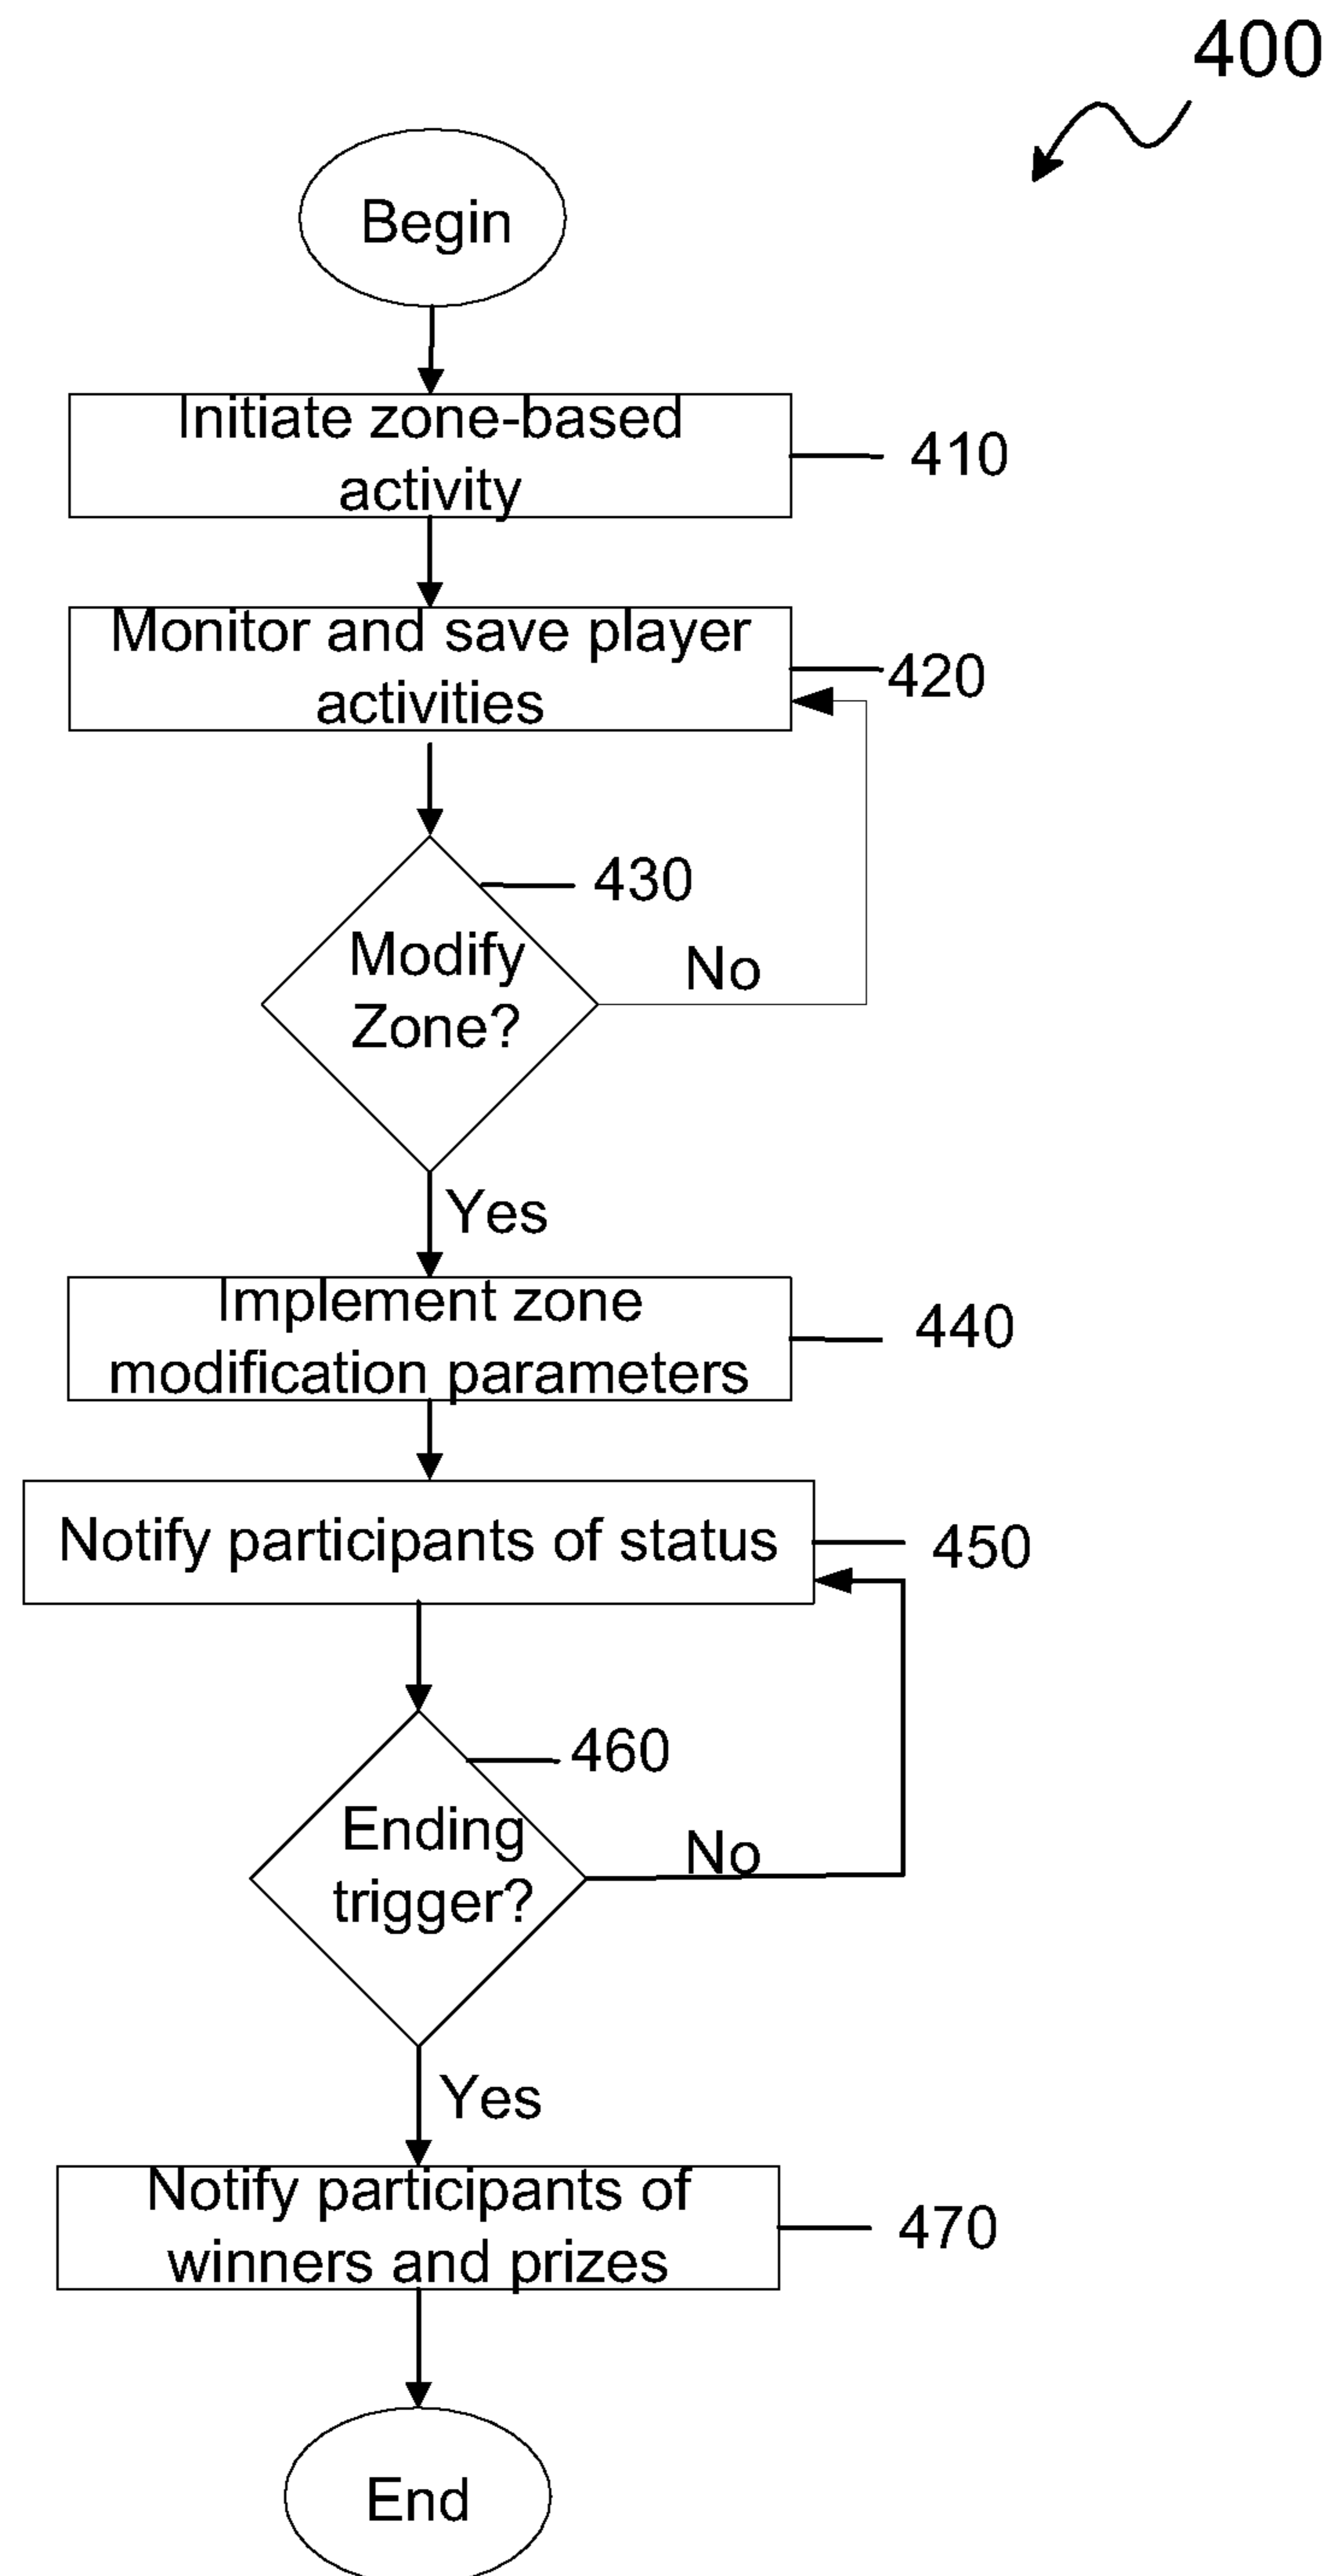 400
Begin
Initiate zone-based
activity
410
Monitor and save player
activities
420
430
Modify
Zone?
No
Yes
Implement zone
modification parameters
440
Notify participants of status
450
460
Ending
trigger?
No
Yes
Notify participants of
winners and prizes
470
End